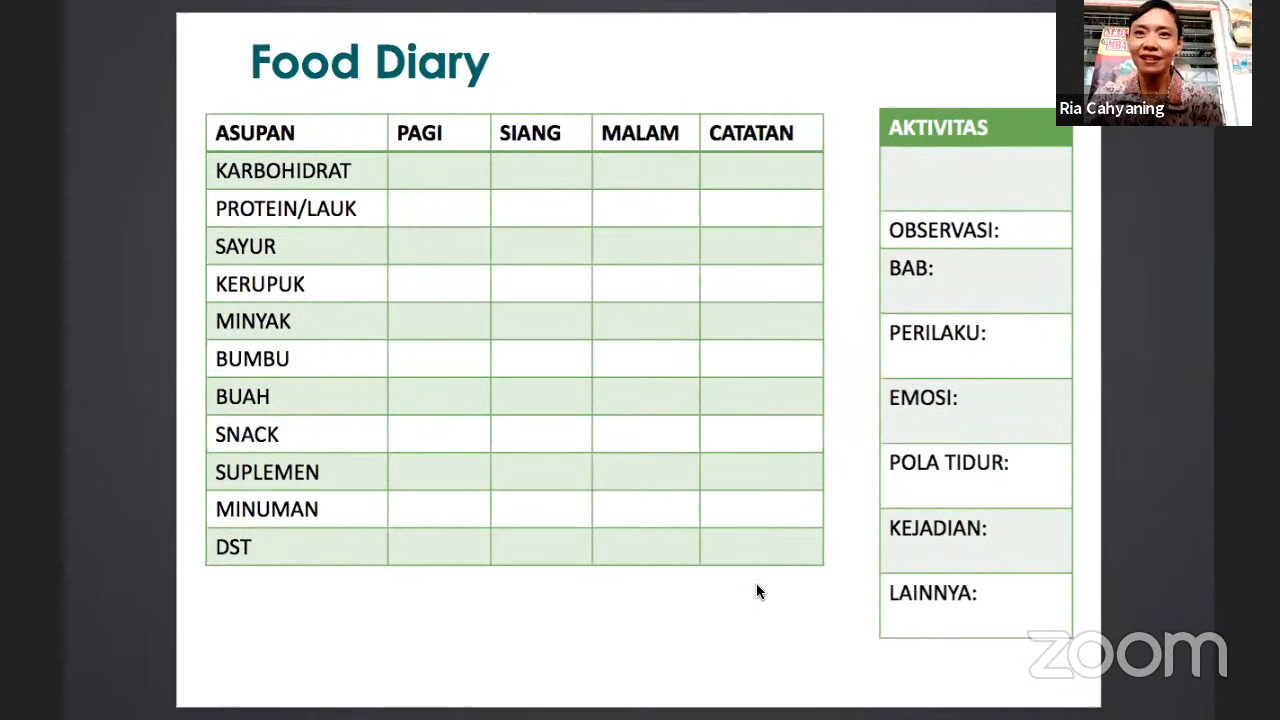 Food Diary
ASUPAN PAGI SIANG MALAM CATATAN
KARBOHIDRAT
PROTEIN/LAUK
SAYUR
KERUPUK
MINYAK
BUMBU
BUAH
SNACK
SUPLEMEN
MINUMAN
DST
AKTIVITAS
OBSERVASI:
BAB:
PERILAKU:
EMOSI:
POLA TIDUR:
KEJADIAN:
LAINNYA:
Ria Cahyaning
zoom